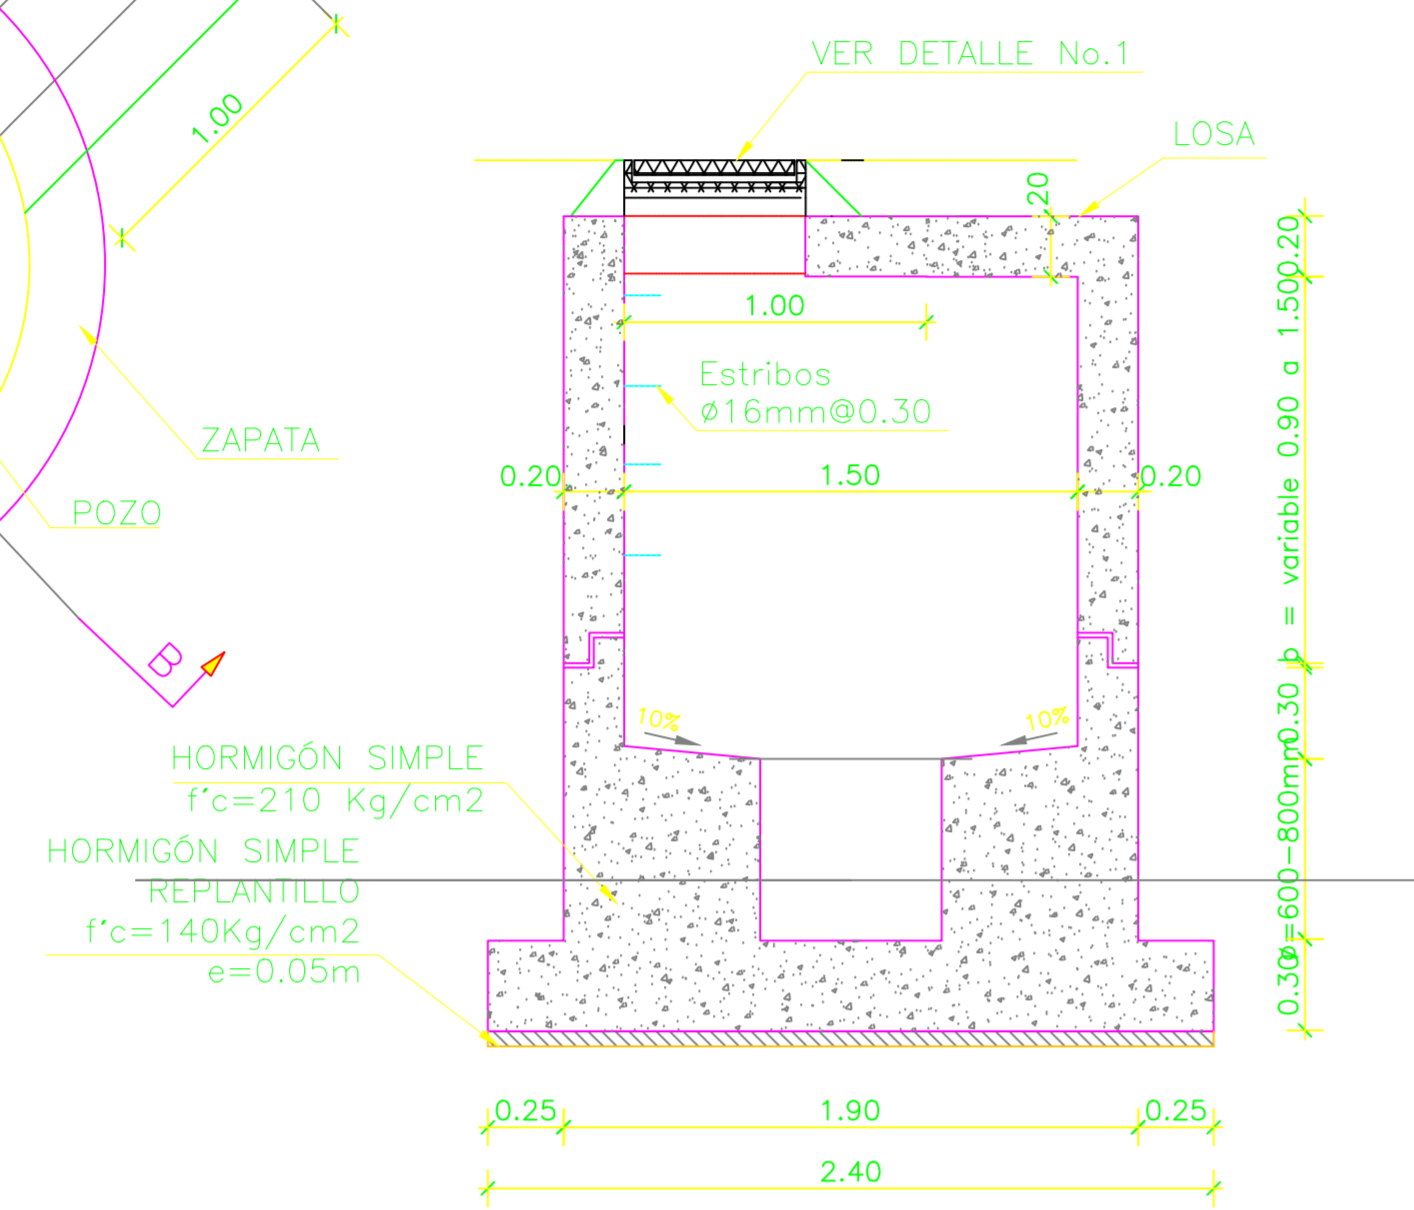 VER DETALLE No.1
1.00
LOSA
.20
0.20
1.00
Estribos
ø16mm@0.30
b = variable 0.90 a 1.50
ZAPATA
0.20
1.50
0.20
POZO
B
10%
10%
0.30
HORMIGÓN SIMPLE
f'c=210 Kg/cm2
HORMIGÓN SIMPLE
REPLANTILLO
f'c=140Kg/cm2
e=0.05m
ø=600-800mm
0.30
0.25
1.90
0.25
2.40